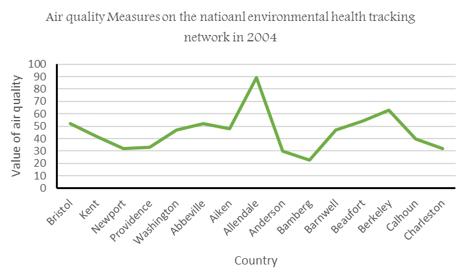 Air quality Measures on the natioanl environmental health tracking
network in 2004
Value of air quality
100
90
80
70
60
50
40
30
20
10
0
Bristol
Kent
Newport
Providence
Washington
Abbeville
Aiken
Allendale
Anderson
Bamberg
Barnwell
Beaufort
Berkeley
Calhoun
Charleston
Country